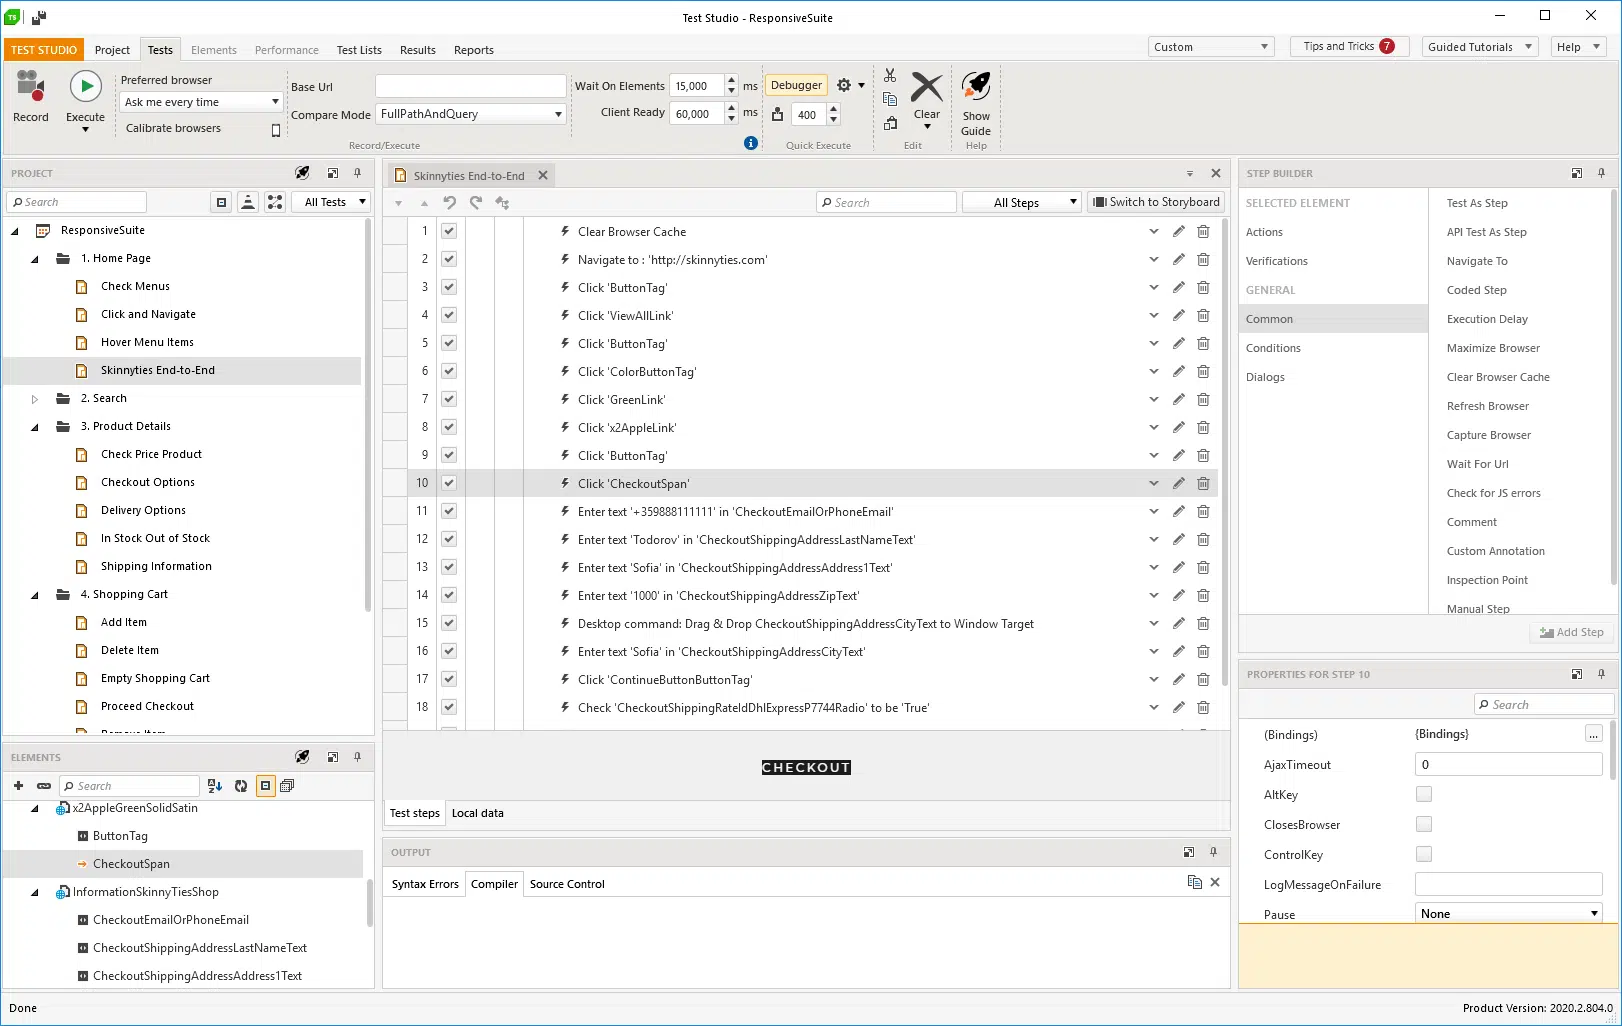 TS
Test Studio - ResponsiveSuite
TEST STUDIO Project Tests Elements Performance Test Lists Results Reports
Custom Tips and Tricks 7 Guided Tutorials Help
Record
Execute
Preferred browser
Ask me every time
Calibrate browsers
Base Url
Compare Mode FullPathAndQuery
Record/Execute
Wait On Elements 15,000 ms
Client Ready 60,000 ms
Debugger
400
Quick Execute
Clear
Edit
Show Guide
Help
PROJECT
Search All Tests
ResponsiveSuite
1. Home Page
Check Menus
Click and Navigate
Hover Menu Items
Skinnyties End-to-End
2. Search
3. Product Details
Check Price Product
Checkout Options
Delivery Options
In Stock Out of Stock
Shipping Information
4. Shopping Cart
Add Item
Delete Item
Empty Shopping Cart
Proceed Checkout
ELEMENTS
Search
x2AppleGreenSolidSatin
ButtonTag
CheckoutSpan
InformationSkinnyTiesShop
CheckoutEmailOrPhoneEmail
CheckoutShippingAddressLastNameText
CheckoutShippingAddressAddress1Text
Skinnyties End-to-End
Search All Steps Switch to Storyboard
1 Clear Browser Cache
2 Navigate to : 'http://skinnyties.com'
3 Click 'ButtonTag'
4 Click 'ViewAllLink'
5 Click 'ButtonTag'
6 Click 'ColorButtonTag'
7 Click 'GreenLink'
8 Click 'x2AppleLink'
9 Click 'ButtonTag'
10 Click 'CheckoutSpan'
11 Enter text '+359888111111' in 'CheckoutEmailOrPhoneEmail'
12 Enter text 'Todorov' in 'CheckoutShippingAddressLastNameText'
13 Enter text 'Sofia' in 'CheckoutShippingAddressAddress1Text'
14 Enter text '1000' in 'CheckoutShippingAddressZipText'
15 Desktop command: Drag & Drop CheckoutShippingAddressCityText to Window Target
16 Enter text 'Sofia' in 'CheckoutShippingAddressCityText'
17 Click 'ContinueButtonButtonTag'
18 Check 'CheckoutShippingRateIdDhlExpressP7744Radio' to be 'True'
CHECKOUT
Test steps Local data
OUTPUT
Syntax Errors Compiler Source Control
STEP BUILDER
SELECTED ELEMENT
Actions
Verifications
GENERAL
Common
Conditions
Dialogs
Test As Step
API Test As Step
Navigate To
Coded Step
Execution Delay
Maximize Browser
Clear Browser Cache
Refresh Browser
Capture Browser
Wait For Url
Check for JS errors
Comment
Custom Annotation
Inspection Point
Manual Step
Add Step
PROPERTIES FOR STEP 10
Search
(Bindings) {Bindings} ...
AjaxTimeout 0
AltKey
ClosesBrowser
ControlKey
LogMessageOnFailure
Pause None
Done
Product Version: 2020.2.804.0